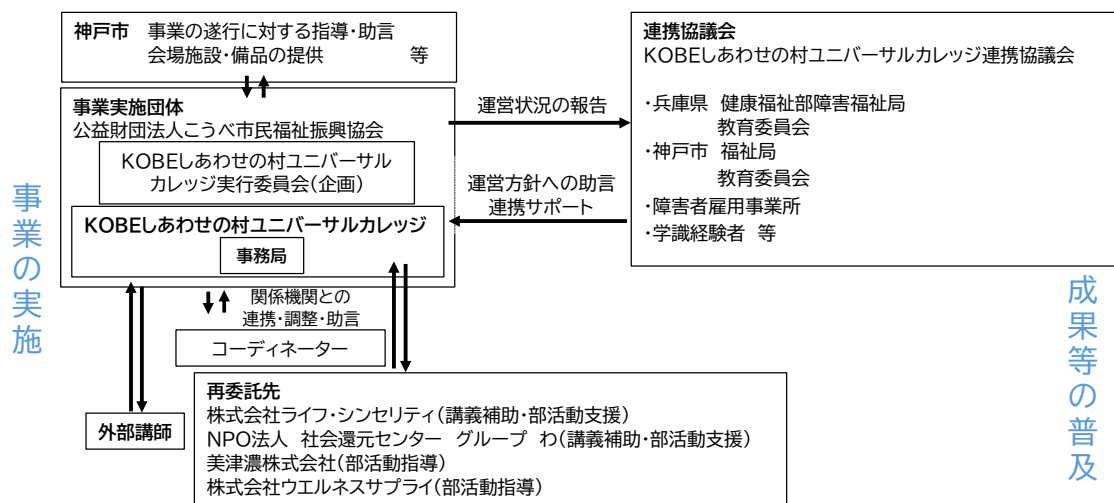 神戸市 事業の遂行に対する指導・助言
会場施設・備品の提供 等
事業実施団体
公益財団法人こうべ市民福祉振興協会
KOBEしあわせの村ユニバーサル
カレッジ実行委員会(企画)
KOBEしあわせの村ユニバーサルカレッジ
事務局
運営状況の報告
運営方針への助言
連携サポート
連携協議会
KOBEしあわせの村ユニバーサルカレッジ連携協議会
・兵庫県 健康福祉部障害福祉局
教育委員会
・神戸市 福祉局
教育委員会
・障害者雇用事業所
・学識経験者 等
事業の実施
関係機関との
連携・調整・助言
コーディネーター
外部講師
再委託先
株式会社ライフ・シンセリティ(講義補助・部活動支援)
NPO法人 社会還元センター グループ わ(講義補助・部活動支援)
美津濃株式会社(部活動指導)
株式会社ウエルネスサプライ(部活動指導)
成果等の普及